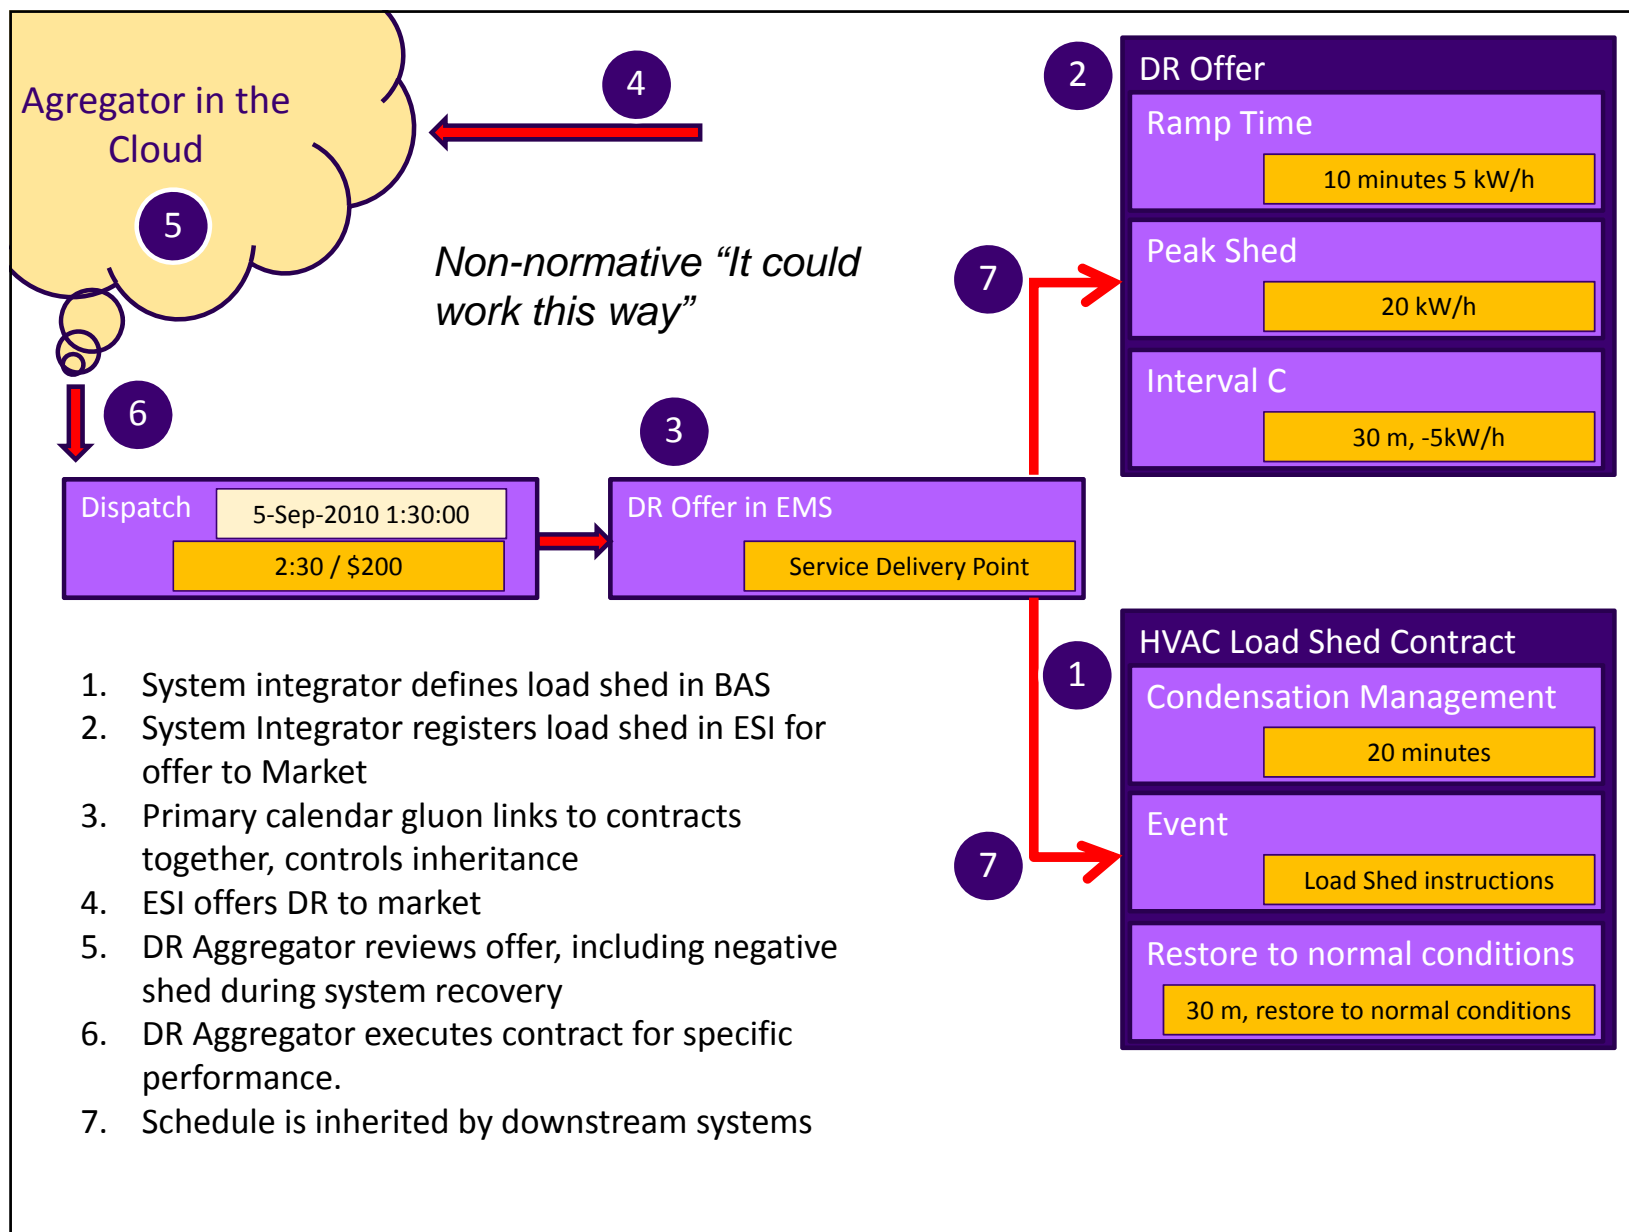 Agregator in the
Cloud
5
4
2
DR Offer
Ramp Time
10 minutes 5 kW/h
Peak Shed
20 kW/h
Interval C
30 m, -5kW/h
Non-normative “It could
work this way”
7
6
3
Dispatch
5-Sep-2010 1:30:00
2:30 / $200
DR Offer in EMS
Service Delivery Point
1
HVAC Load Shed Contract
Condensation Management
20 minutes
Event
Load Shed instructions
Restore to normal conditions
30 m, restore to normal conditions
7
1. System integrator defines load shed in BAS
2. System Integrator registers load shed in ESI for
offer to Market
3. Primary calendar gluon links to contracts
together, controls inheritance
4. ESI offers DR to market
5. DR Aggregator reviews offer, including negative
shed during system recovery
6. DR Aggregator executes contract for specific
performance.
7. Schedule is inherited by downstream systems